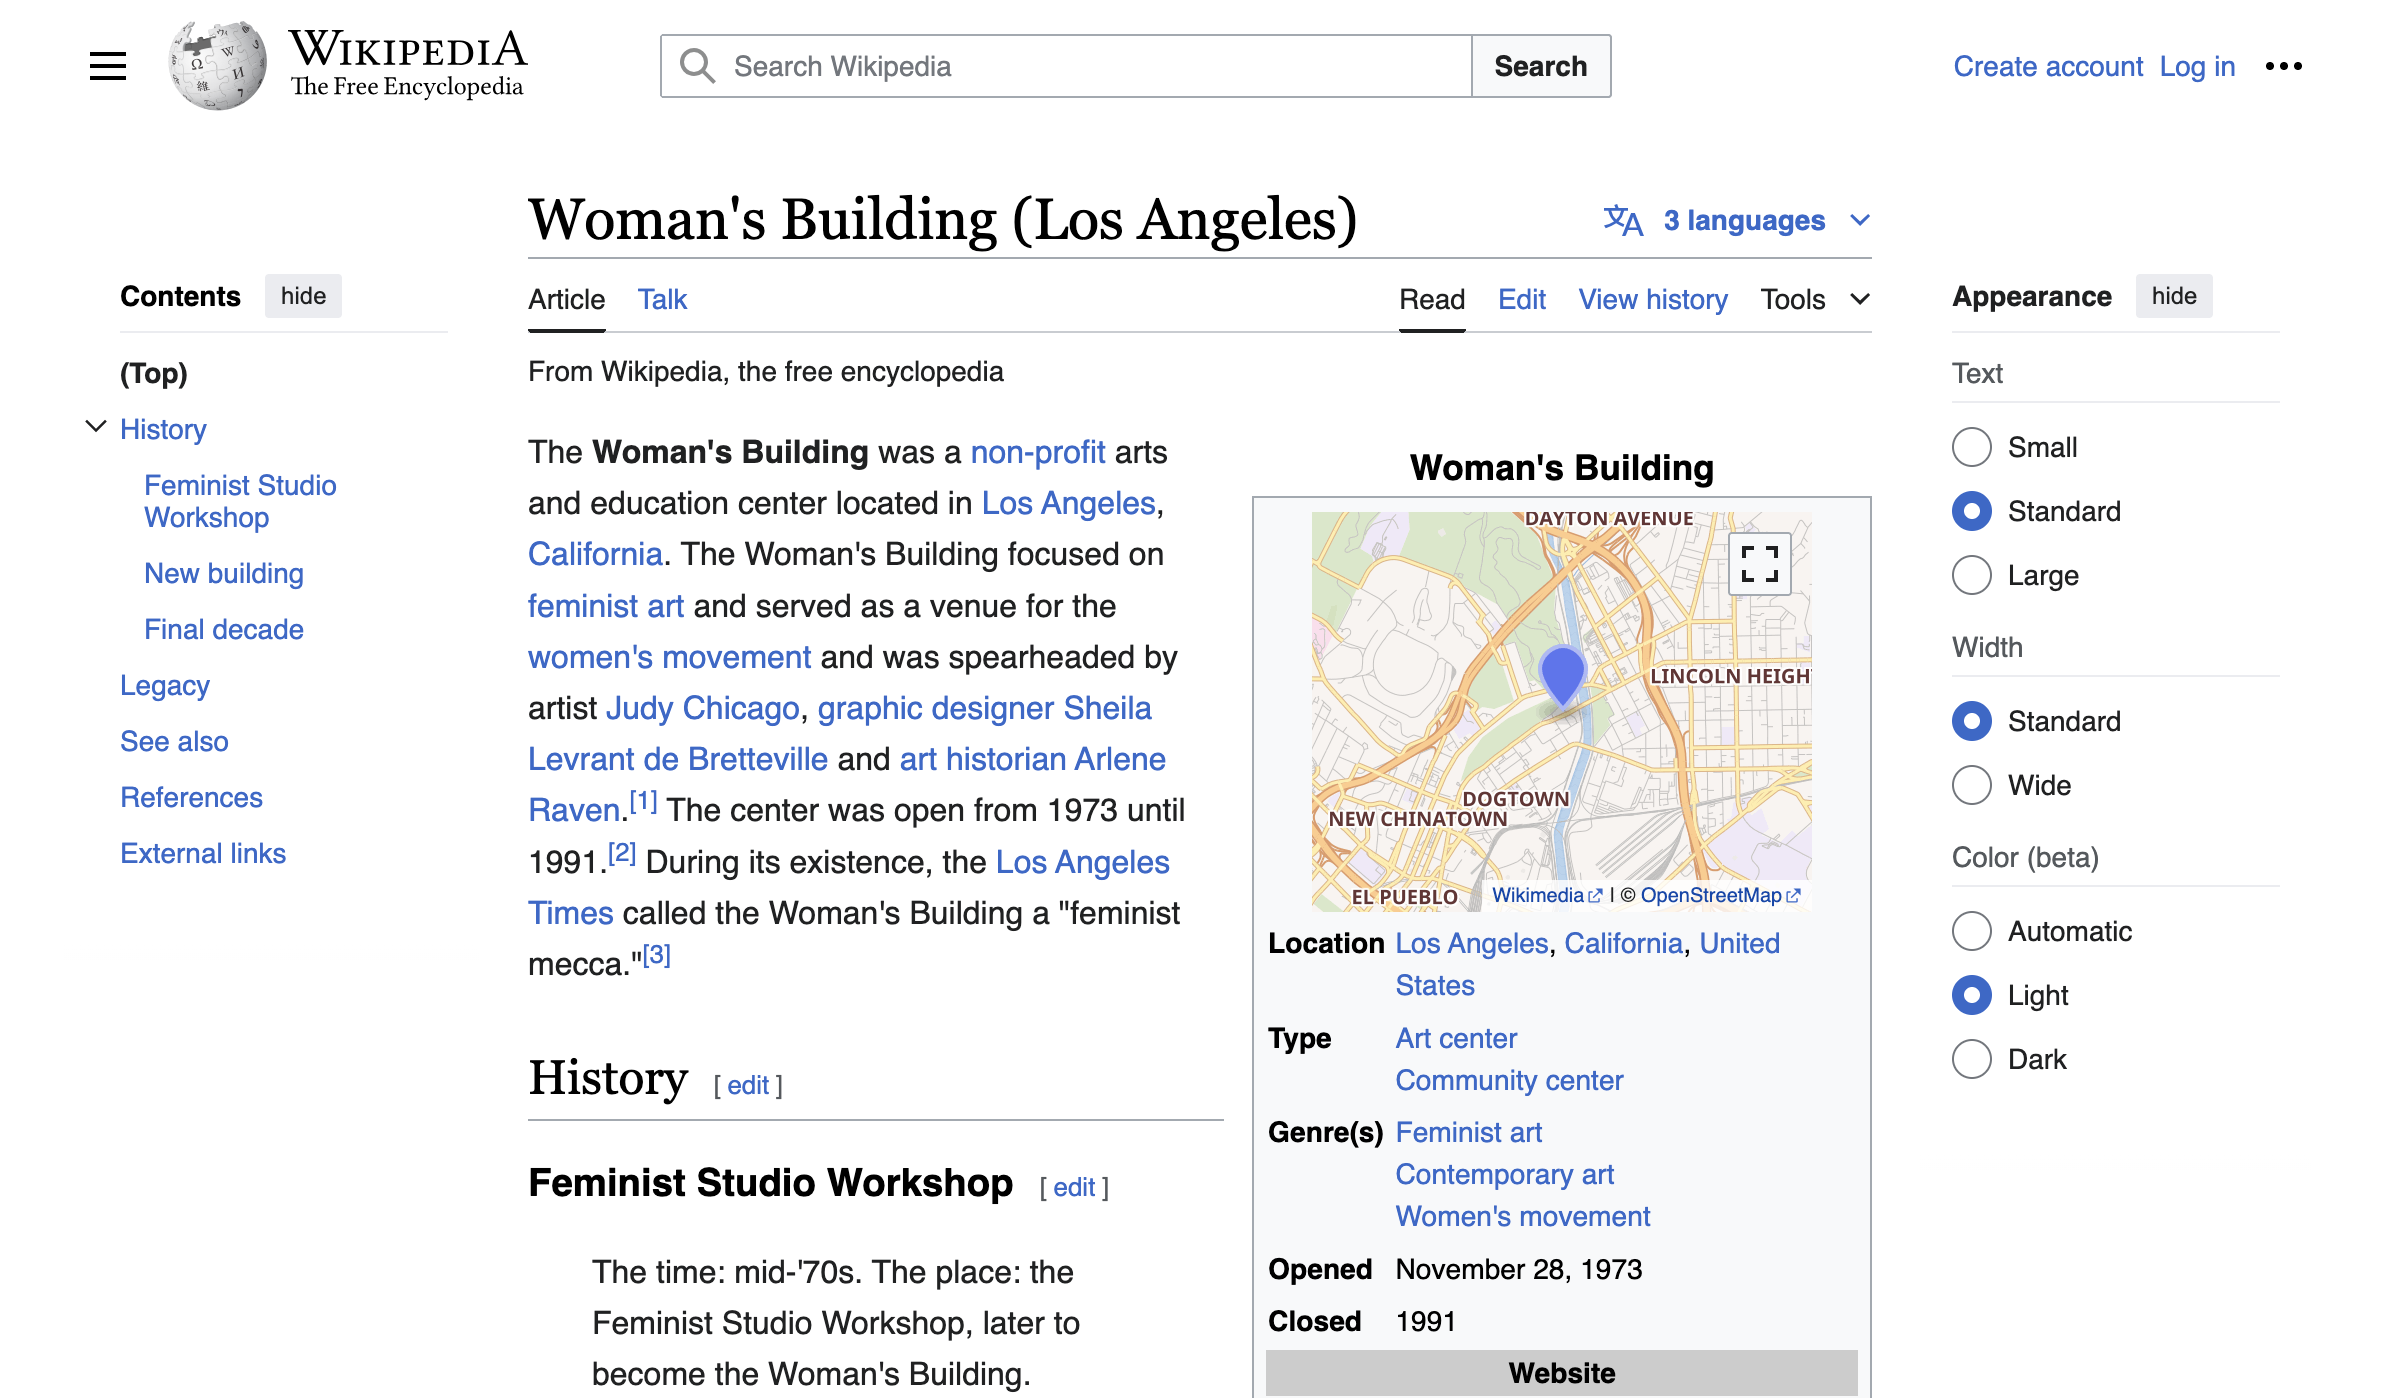 WIKIPEDIA
The Free Encyclopedia
Search Wikipedia
Search
Create account
Log in
Contents
hide
(Top)
History
Feminist Studio
Workshop
New building
Final decade
Legacy
See also
References
External links
Woman's Building (Los Angeles)
3 languages
Article
Talk
Read
Edit
View history
Tools
From Wikipedia, the free encyclopedia
The Woman's Building was a non-profit arts
and education center located in Los Angeles,
California. The Woman's Building focused on
feminist art and served as a venue for the
women's movement and was spearheaded by
artist Judy Chicago, graphic designer Sheila
Levrant de Bretteville and art historian Arlene
Raven.[1] The center was open from 1973 until
1991.[2] During its existence, the Los Angeles
Times called the Woman's Building a "feminist
mecca."[3]
History [ edit ]
Feminist Studio Workshop [ edit ]
The time: mid-'70s. The place: the
Feminist Studio Workshop, later to
become the Woman's Building.
Woman's Building
DAYTON AVENUE
LINCOLN HEIGH
DOGTOWN
NEW CHINATOWN
EL PUEBLO
Wikimedia | © OpenStreetMap
Location Los Angeles, California, United
States
Type Art center
Community center
Genre(s) Feminist art
Contemporary art
Women's movement
Opened November 28, 1973
Closed 1991
Website
Appearance
hide
Text
Small
Standard
Large
Width
Standard
Wide
Color (beta)
Automatic
Light
Dark